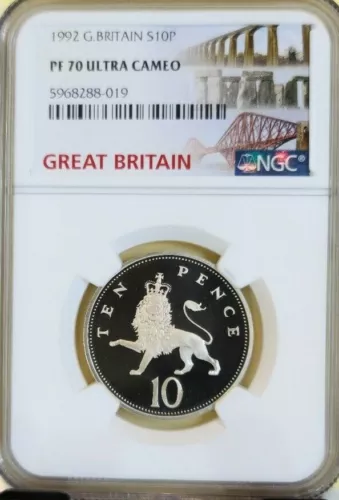 1992 G.BRITAIN S10P
PF 70 ULTRA CAMEO
5968288-019
GREAT BRITAIN
NGC®
TEN PENCE
10